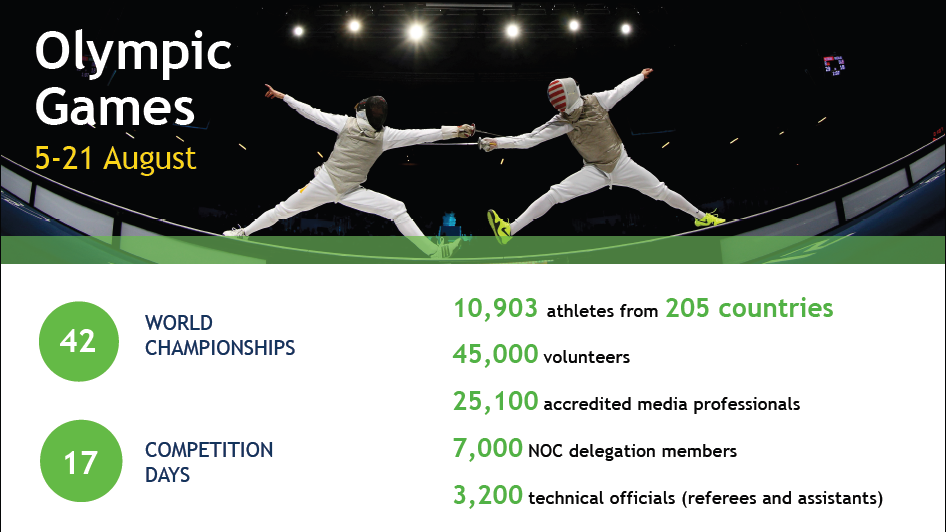 Olympic
Games
5-21 August
42
WORLD
CHAMPIONSHIPS
17
COMPETITION
DAYS
10,903 athletes from 205 countries
45,000 volunteers
25,100 accredited media professionals
7,000 NOC delegation members
3,200 technical officials (referees and assistants)